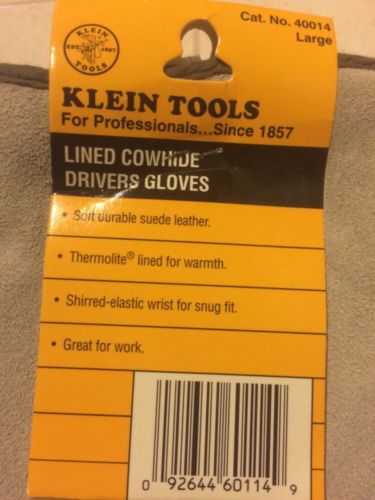 KLEIN
EST. 1857
TOOLS
Cat. No. 40014
Large
KLEIN TOOLS
For Professionals...Since 1857
LINED COWHIDE
DRIVERS GLOVES
• Soft durable suede leather.
• Thermolite® lined for warmth.
• Shirred-elastic wrist for snug fit.
• Great for work.
0 92644 60114 9